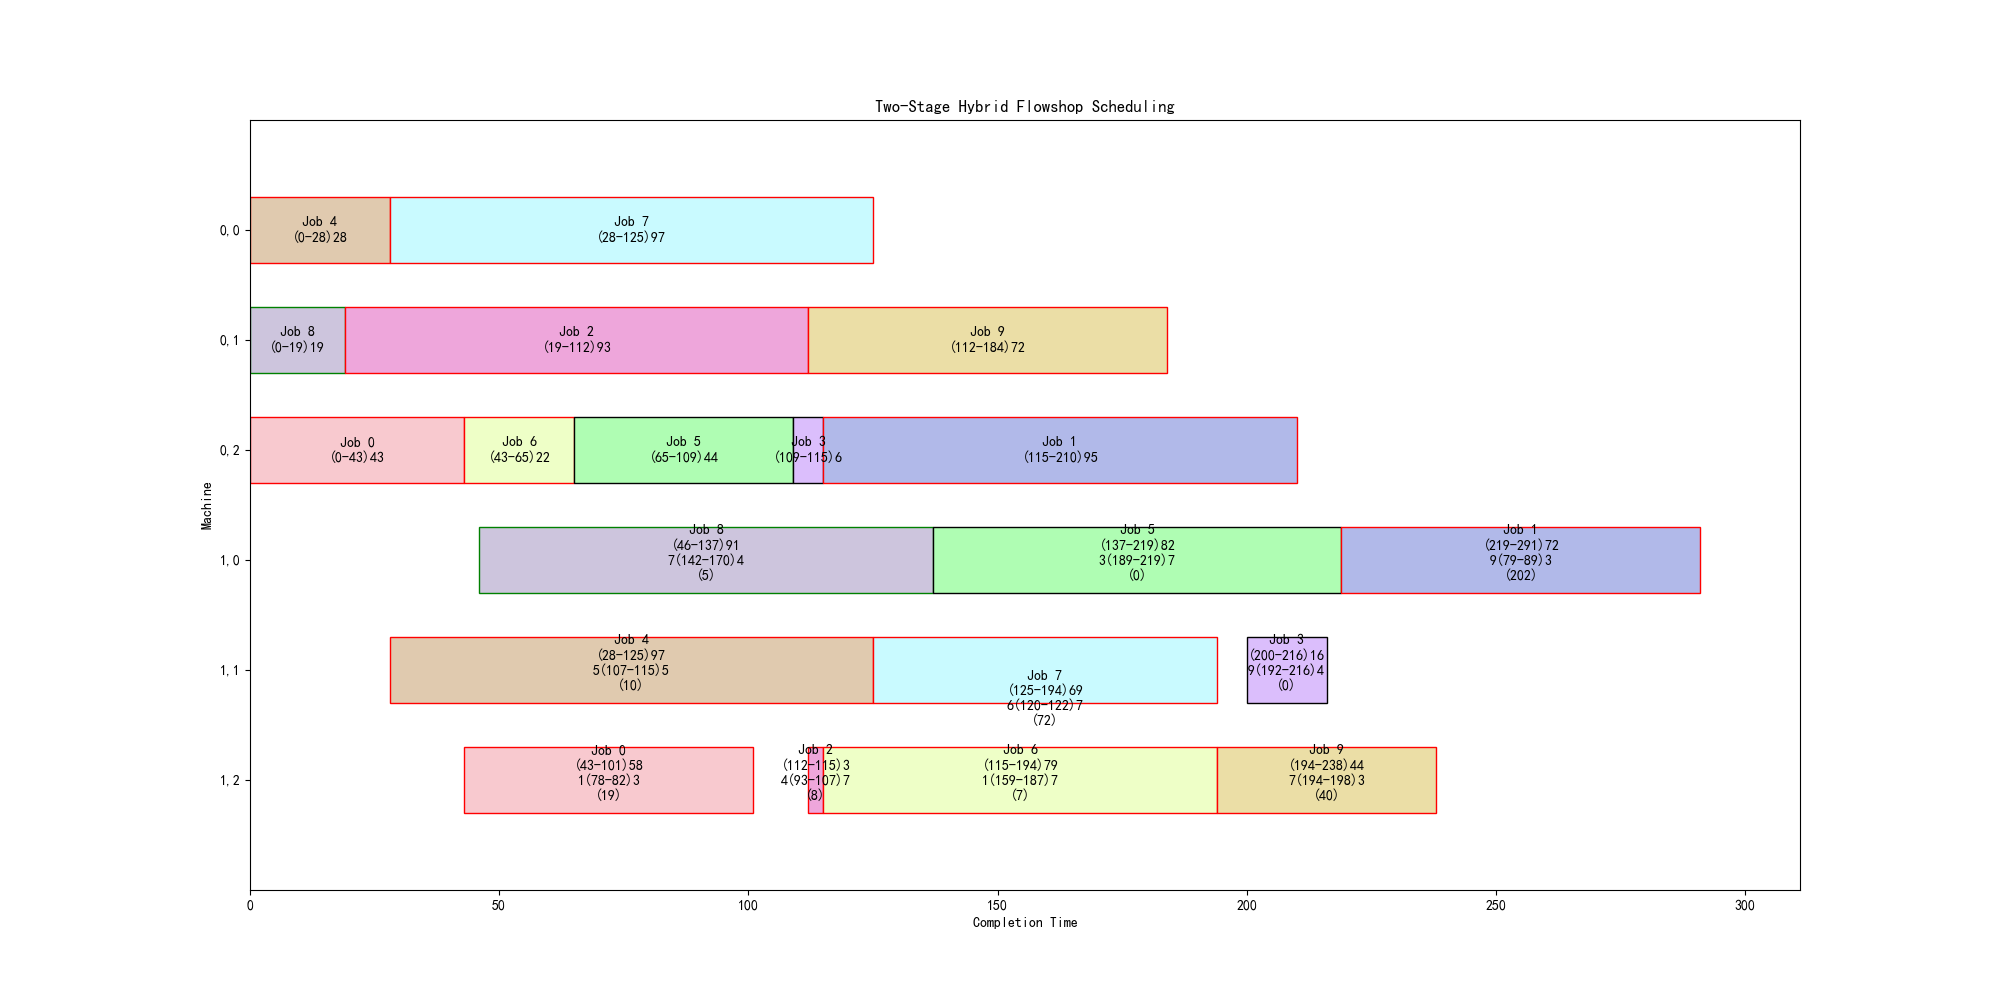 Two-Stage Hybrid Flowshop Scheduling
Machine
0,0
Job 4
(0-28)28
Job 7
(28-125)97
0,1
Job 8
(0-19)19
Job 2
(19-112)93
Job 9
(112-184)72
0,2
Job 0
(0-43)43
Job 6
(43-65)22
Job 5
(65-109)44
Job 3
(109-115)6
Job 1
(115-210)95
1,0
Job 8
(46-137)91
7(142-170)4
(5)
Job 5
(137-219)82
3(189-219)7
(0)
Job 1
(219-291)72
9(79-89)3
(202)
1,1
Job 4
(28-125)97
5(107-115)5
(10)
Job 7
(125-194)69
6(120-122)7
(72)
Job 3
(200-216)16
9(192-216)4
(0)
1,2
Job 0
(43-101)58
1(78-82)3
(19)
Job 2
(112-115)3
4(93-107)7
(8)
Job 6
(115-194)79
1(159-187)7
(7)
Job 9
(194-238)44
7(194-198)3
(40)
0
50
100
150
200
250
300
Completion Time